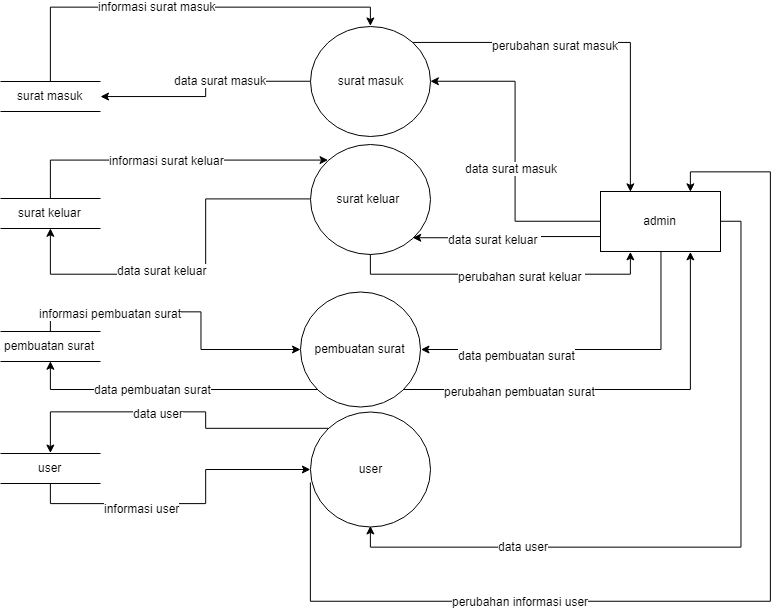 informasi surat masuk
perubahan surat masuk
data surat masuk
surat masuk
surat masuk
informasi surat keluar
data surat masuk
surat keluar
surat keluar
admin
data surat keluar
data surat keluar
perubahan surat keluar
informasi pembuatan surat
pembuatan surat
pembuatan surat
data pembuatan surat
data pembuatan surat
perubahan pembuatan surat
data user
user
user
informasi user
data user
perubahan informasi user